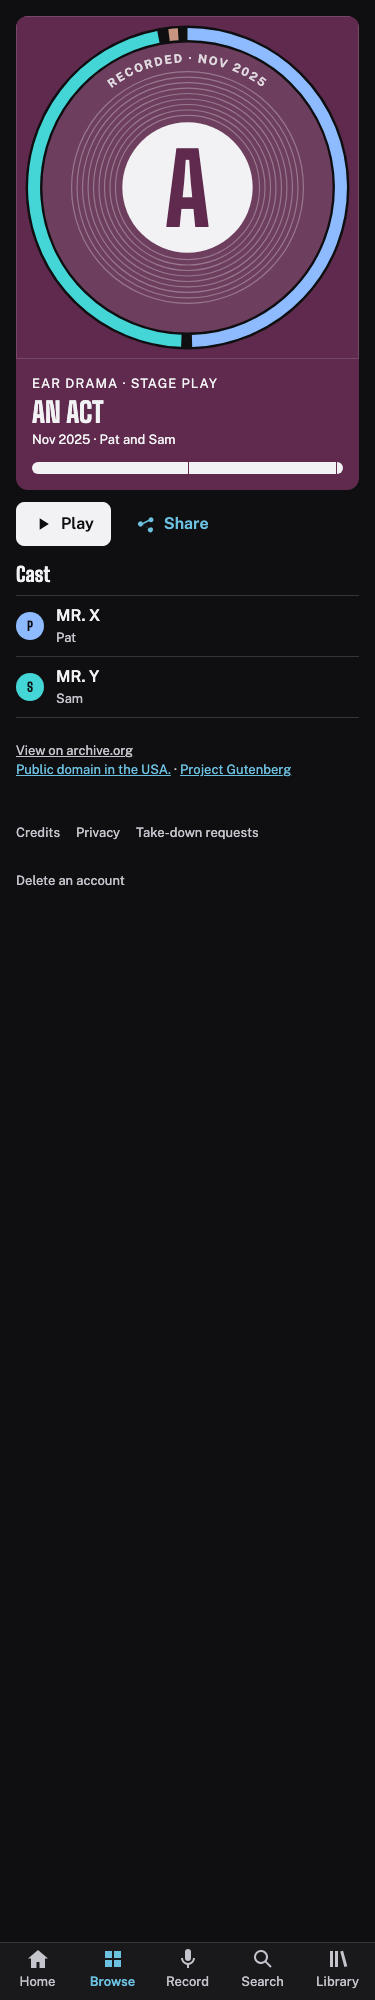 RECORDED · NOV 2025
A
EAR DRAMA · STAGE PLAY
AN ACT
Nov 2025 · Pat and Sam
Play
Share
Cast
P
MR. X
Pat
S
MR. Y
Sam
View on archive.org
Public domain in the USA. · Project Gutenberg
Credits Privacy Take-down requests
Delete an account
Home Browse Record Search Library